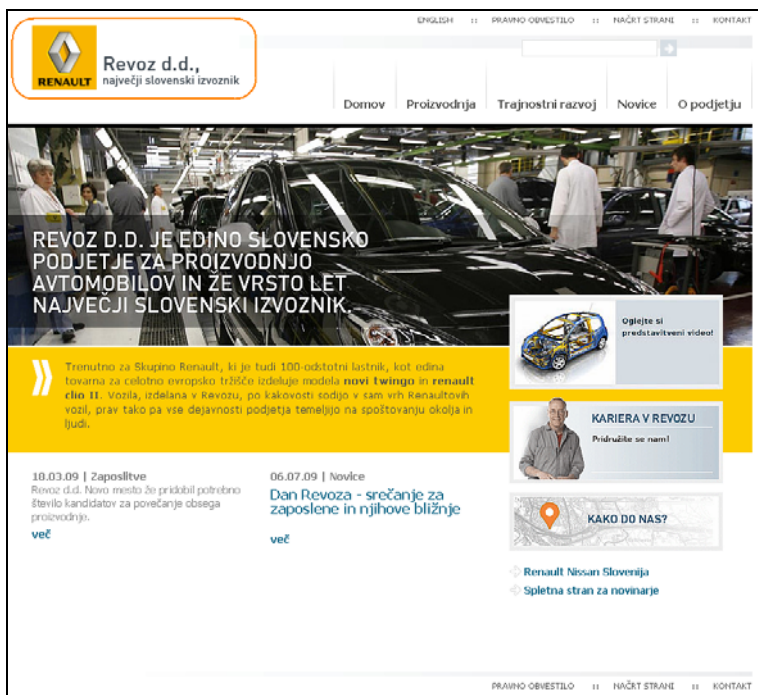 ENGLISH :: PRAVNO OBVESTILO :: NAČRT STRANI :: KONTAKT
RENAULT
Revoz d.d.,
največji slovenski izvoznik
Domov Proizvodnja Trajnostni razvoj Novice O podjetju
REVOZ D.D. JE EDINO SLOVENSKO
PODJETJE ZA PROIZVODNJO
AVTOMOBILOV IN ŽE VRSTO LET
NAJVEČJI SLOVENSKI IZVOZNIK.
Oglejte si
predstavitveni video!
Trenutno za Skupino Renault, ki je tudi 100-odstotni lastnik, kot edina
tovarna za celotno evropsko tržišče izdeluje modela novi twingo in renault
clio II. Vozila, izdelana v Revozu, po kakovosti sodijo v sam vrh Renaultovih
vozil, prav tako pa vse dejavnosti podjetja temeljijo na spoštovanju okolja in
ljudi.
KARIERA V REVOZU
Pridružite se nam!
18.03.09 | Zaposlitve
Revoz d.d. Novo mesto že pridobil potrebno
število kandidatov za povečanje obsega
proizvodnje.
več
06.07.09 | Novice
Dan Revoza - srečanje za
zaposlene in njihove bližnje
več
KAKO DO NAS?
Renault Nissan Slovenija
Spletna stran za novinarje
PRAVNO OBVESTILO :: NAČRT STRANI :: KONTAKT